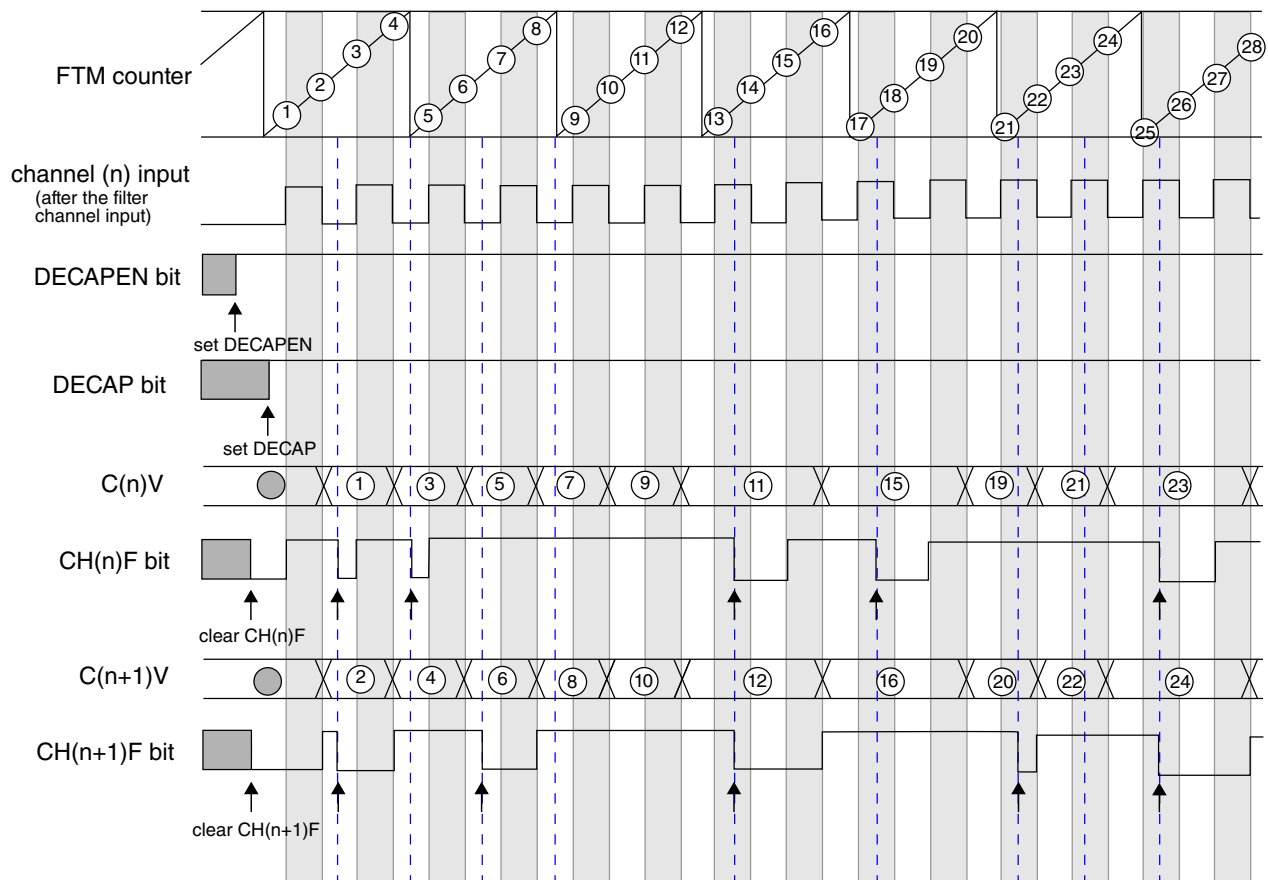 FTM counter
1 2 3 4 5 6 7 8 9 10 11 12 13 14 15 16 17 18 19 20 21 22 23 24 25 26 27 28
channel (n) input
(after the filter
channel input)
DECAPEN bit
set DECAPEN
DECAP bit
set DECAP
C(n)V
1 3 5 7 9 11 15 19 21 23
CH(n)F bit
clear CH(n)F
C(n+1)V
2 4 6 8 10 12 16 20 22 24
CH(n+1)F bit
clear CH(n+1)F